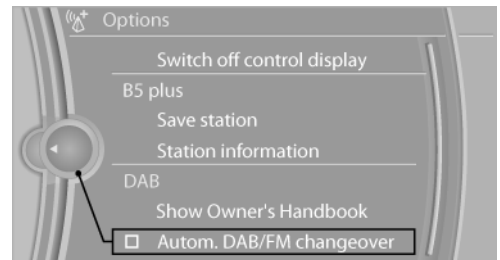 Options
Switch off control display
B5 plus
Save station
Station information
DAB
Show Owner's Handbook
Autom. DAB/FM changeover